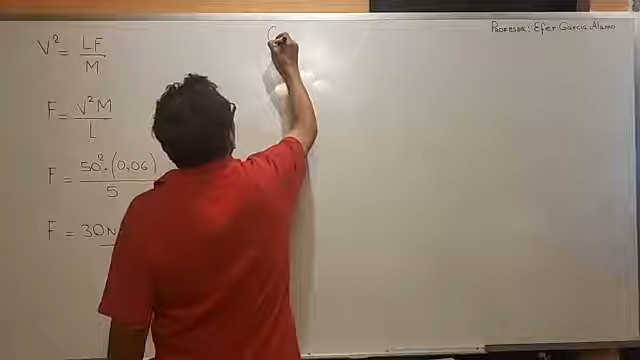 Profesor: Efer García Alamo
V² = LF / M
F = V²M / L
F = 50² · (0,06) / 5
F = 30N
C